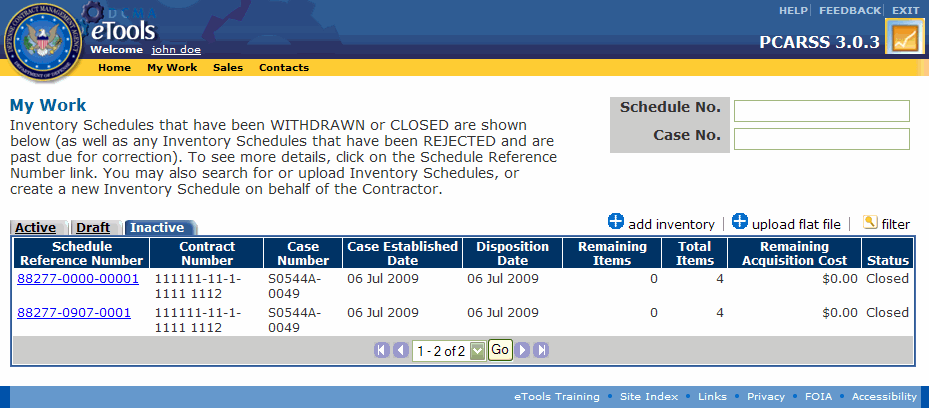 HELP FEEDBACK EXIT
DCMA
eTools
Welcome john doe
PCARSS 3.0.3
DEFENSE CONTRACT MANAGEMENT AGENCY
DEPARTMENT OF DEFENSE
Home My Work Sales Contacts
My Work
Inventory Schedules that have been WITHDRAWN or CLOSED are shown
below (as well as any Inventory Schedules that have been REJECTED and are
past due for correction). To see more details, click on the Schedule Reference
Number link. You may also search for or upload Inventory Schedules, or
create a new Inventory Schedule on behalf of the Contractor.
Schedule No.
Case No.
Active Draft Inactive
add inventory | upload flat file | filter
Schedule Contract Case Case Established Disposition Remaining Total Remaining
Reference Number Number Number Date Date Items Items Acquisition Cost Status
88277-0000-00001 111111-11-1- S0544A- 06 Jul 2009 06 Jul 2009 0 4 $0.00 Closed
1111 1112 0049
88277-0907-0001 111111-11-1- S0544A- 06 Jul 2009 06 Jul 2009 0 4 $0.00 Closed
1111 1112 0049
1 - 2 of 2 Go
eTools Training • Site Index • Links • Privacy • FOIA • Accessibility